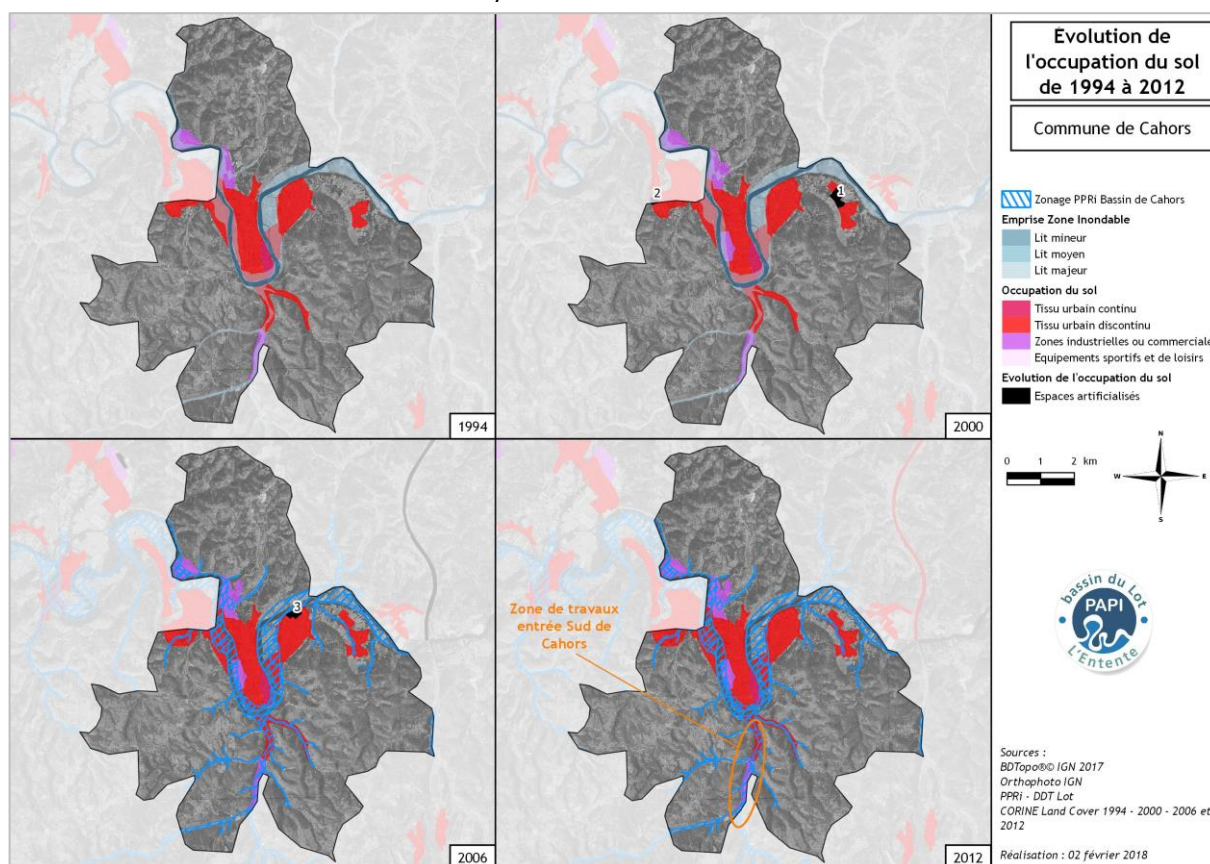 1994
2
1
2000
3
2006
Zone de travaux
entrée Sud de
Cahors
2012
Évolution de
l'occupation du sol
de 1994 à 2012
Commune de Cahors
Zonage PPRi Bassin de Cahors
Emprise Zone Inondable
Lit mineur
Lit moyen
Lit majeur
Occupation du sol
Tissu urbain continu
Tissu urbain discontinu
Zones industrielles ou commerciale
Equipements sportifs et de loisirs
Evolution de l'occupation du sol
Espaces artificialisés
0 1 2 km
N
W E
S
bassin du Lot
PAPI
L'Entente
Sources :
BDTopo®© IGN 2017
Orthophoto IGN
PPRi - DDT Lot
CORINE Land Cover 1994 - 2000 - 2006 et
2012
Réalisation : 02 février 2018